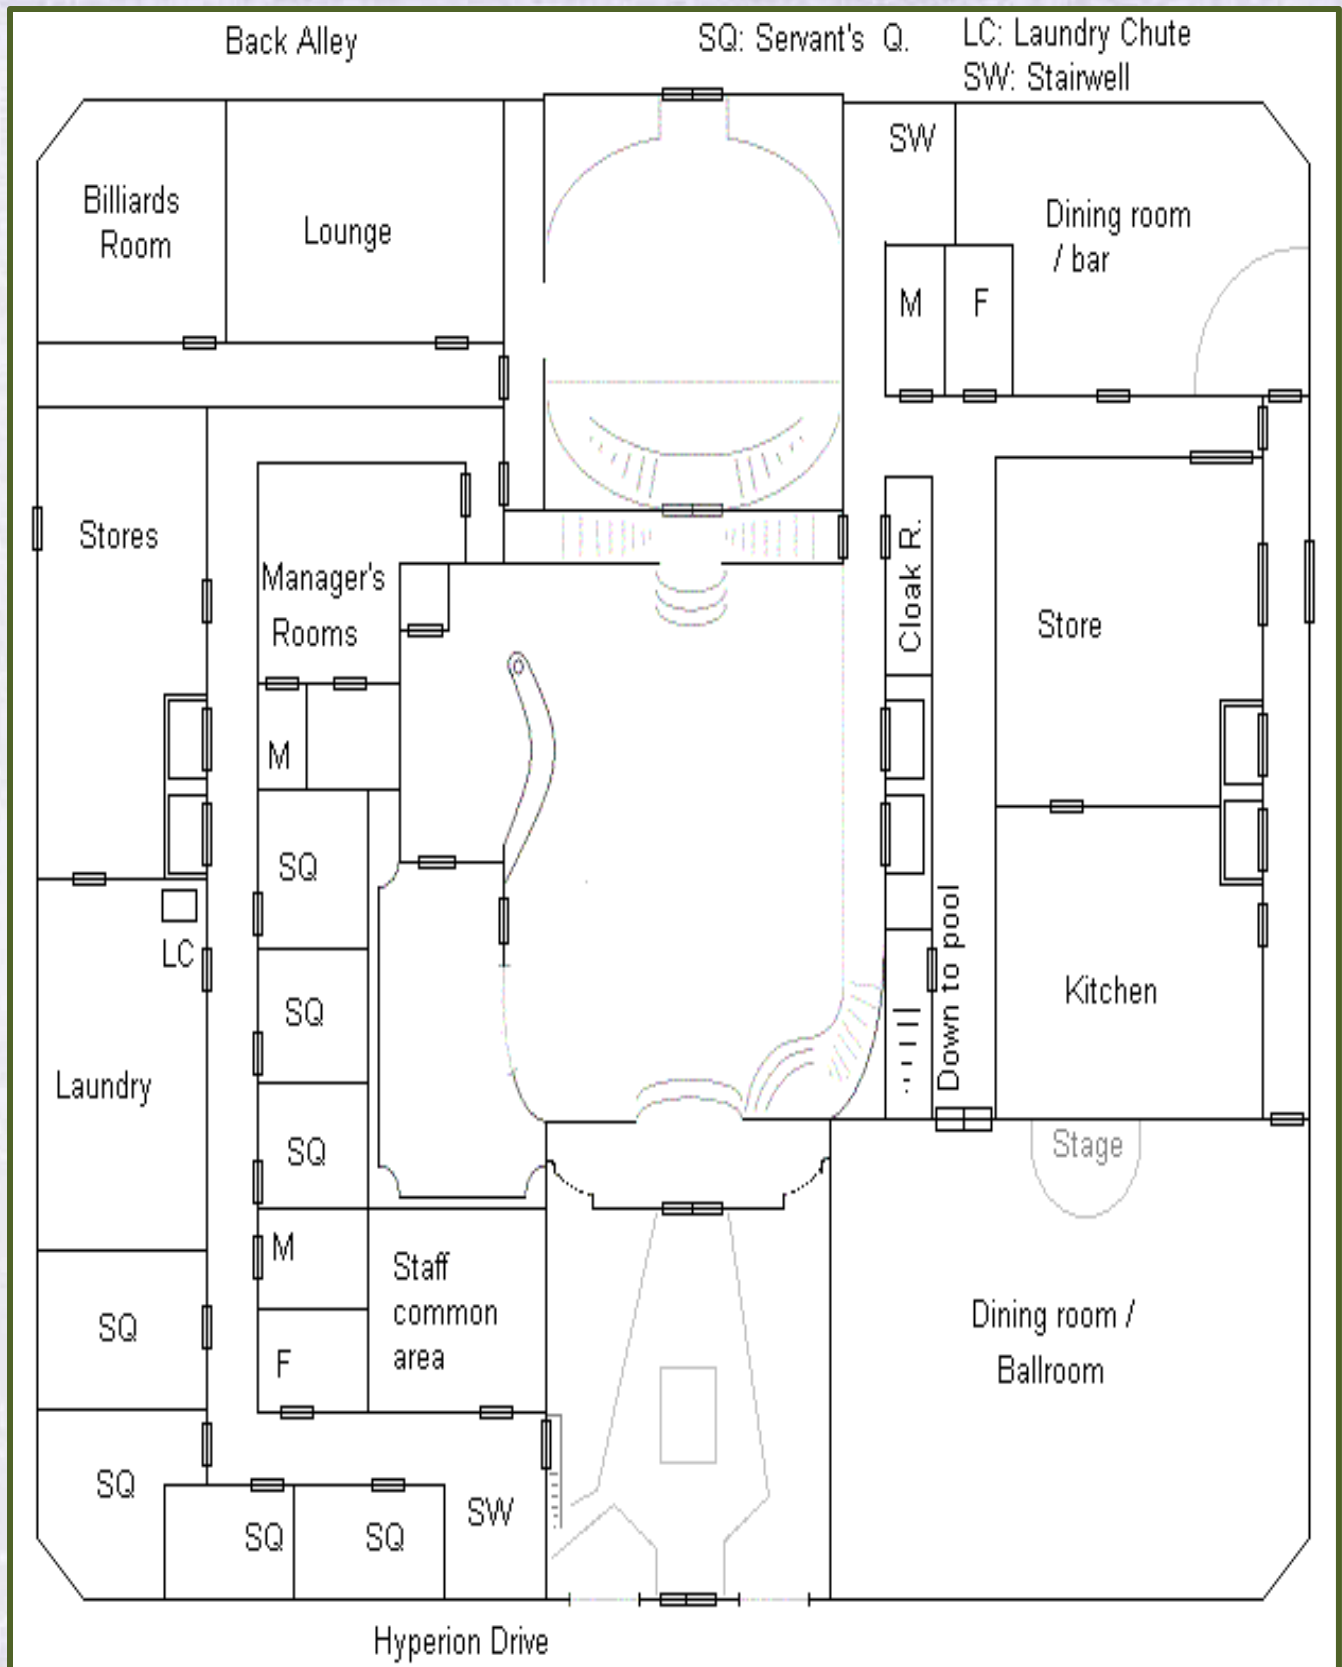 Back Alley
SQ: Servant's Q.
LC: Laundry Chute
SW: Stairwell
Billiards
Room
Lounge
SW
Dining room
/ bar
M
F
Stores
Manager's
Rooms
Cloak R.
Store
M
SQ
LC
SQ
Down to pool
Kitchen
Laundry
SQ
Stage
M
Staff
common
area
SQ
F
Dining room /
Ballroom
SQ
SQ
SQ
SW
Hyperion Drive